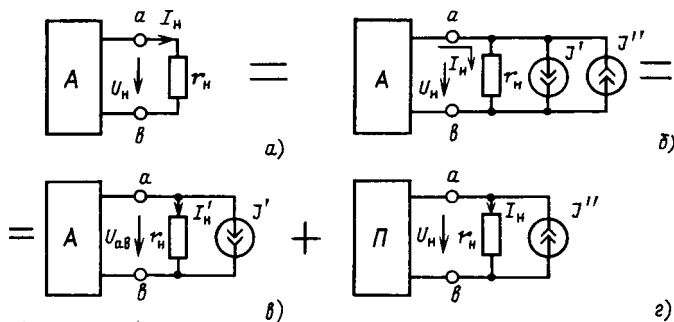 a I_н
A U_н r_н
в
а)
=
a I_н J' J''
A U_н r_н
в
б)
=
= a I'_н J'
A U_ав r_н
в
в)
+
a I_н J''
П U_н r_н
в
г)